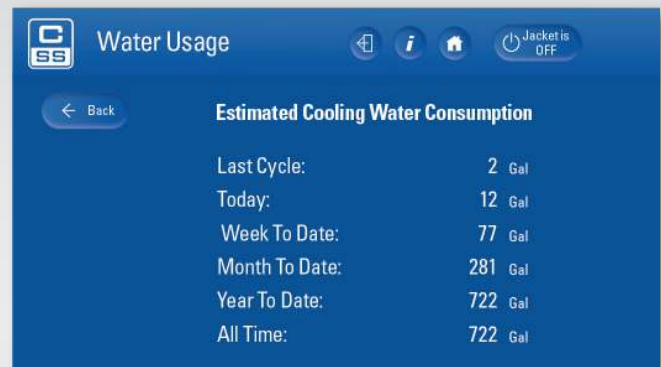 C
SS
Water Usage
i
Jacket is
OFF
← Back
Estimated Cooling Water Consumption
Last Cycle: 2 Gal
Today: 12 Gal
Week To Date: 77 Gal
Month To Date: 281 Gal
Year To Date: 722 Gal
All Time: 722 Gal